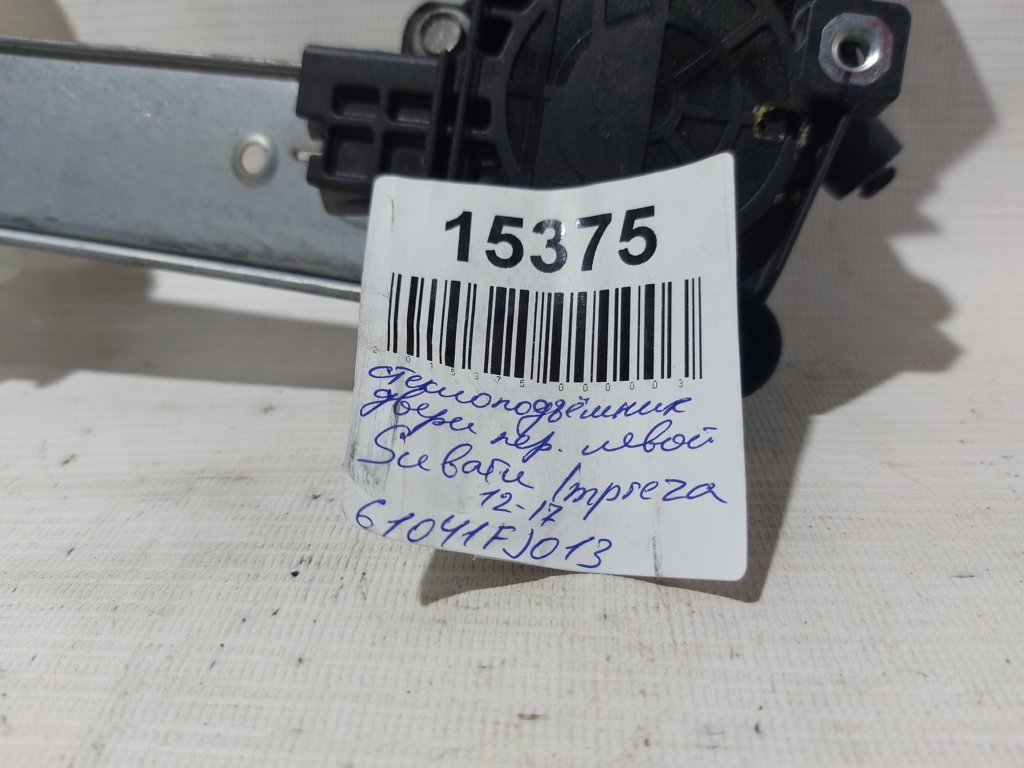 15375
2015375000003
стеклоподъёмник
двери пер. левой
Subaru Impreza
12-17
61041FJ013